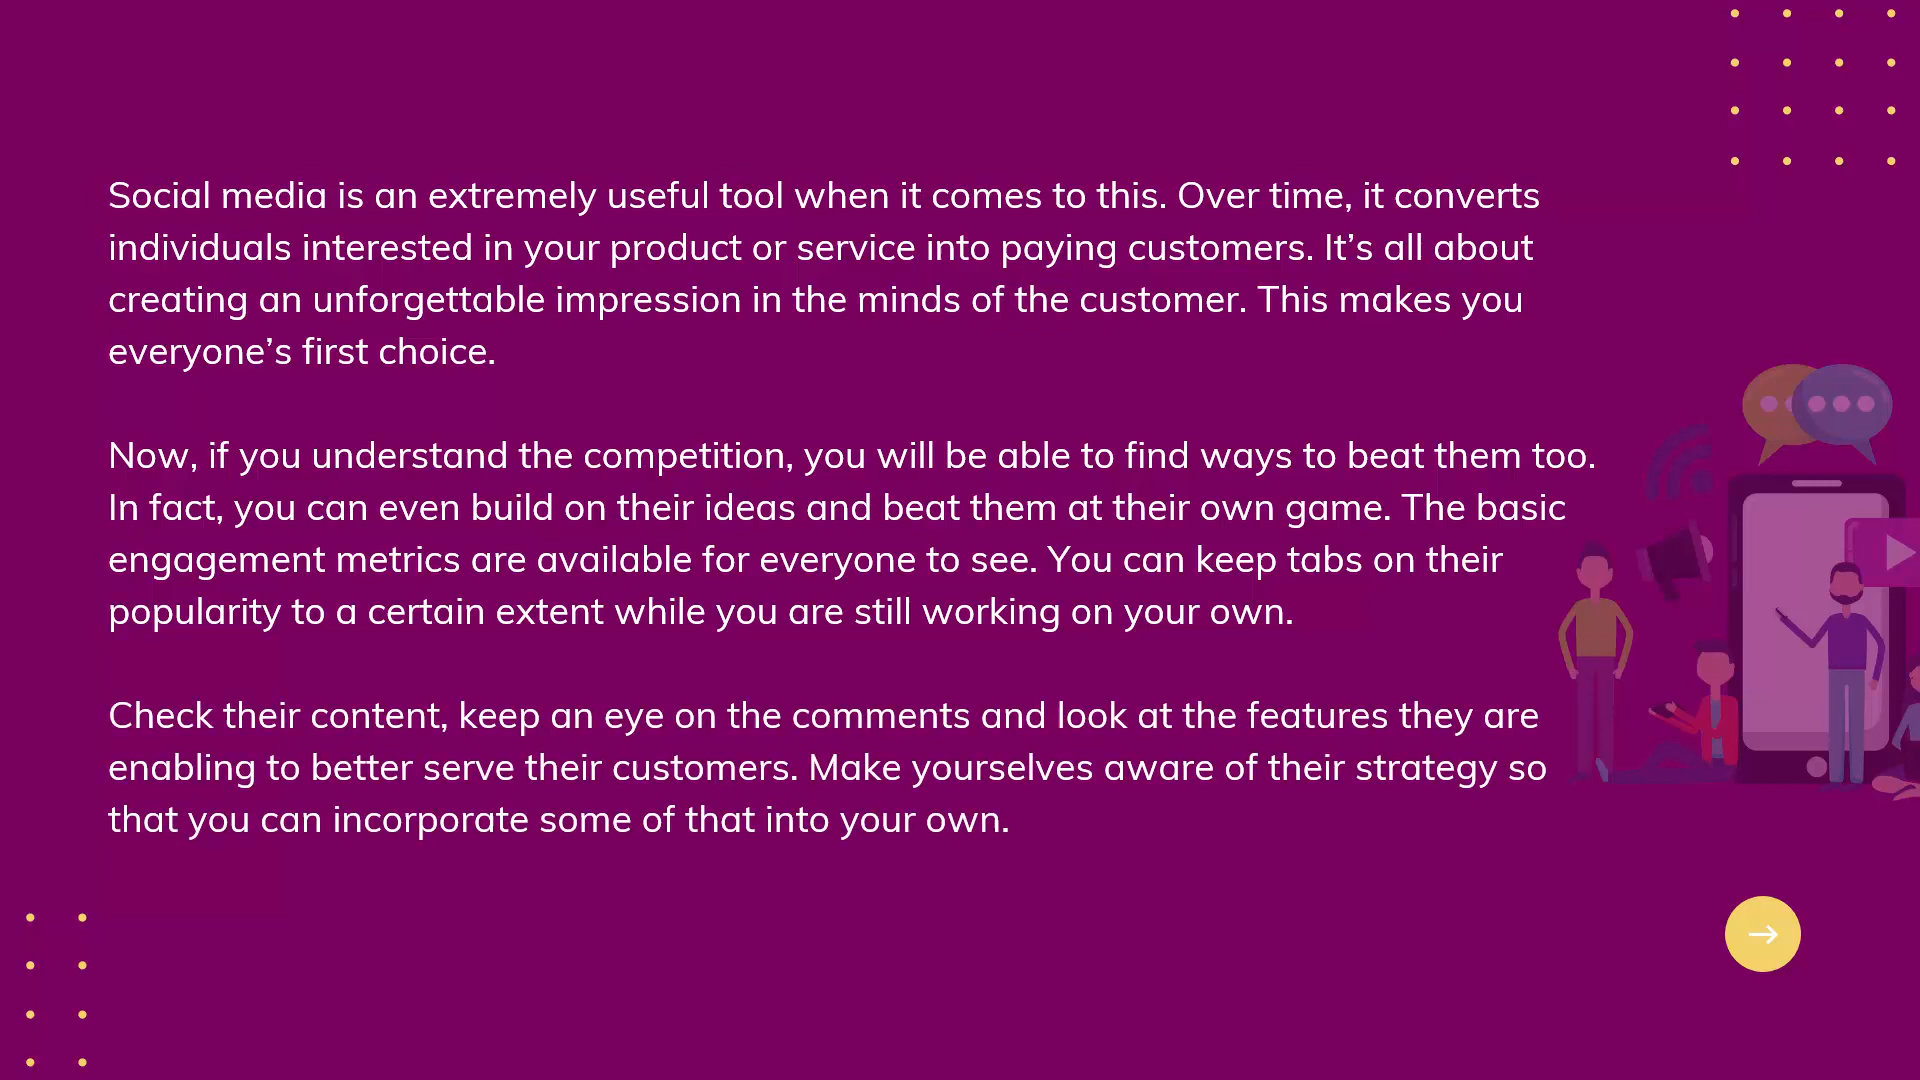 Social media is an extremely useful tool when it comes to this. Over time, it converts
individuals interested in your product or service into paying customers. It’s all about
creating an unforgettable impression in the minds of the customer. This makes you
everyone’s first choice.
Now, if you understand the competition, you will be able to find ways to beat them too.
In fact, you can even build on their ideas and beat them at their own game. The basic
engagement metrics are available for everyone to see. You can keep tabs on their
popularity to a certain extent while you are still working on your own.
Check their content, keep an eye on the comments and look at the features they are
enabling to better serve their customers. Make yourselves aware of their strategy so
that you can incorporate some of that into your own.